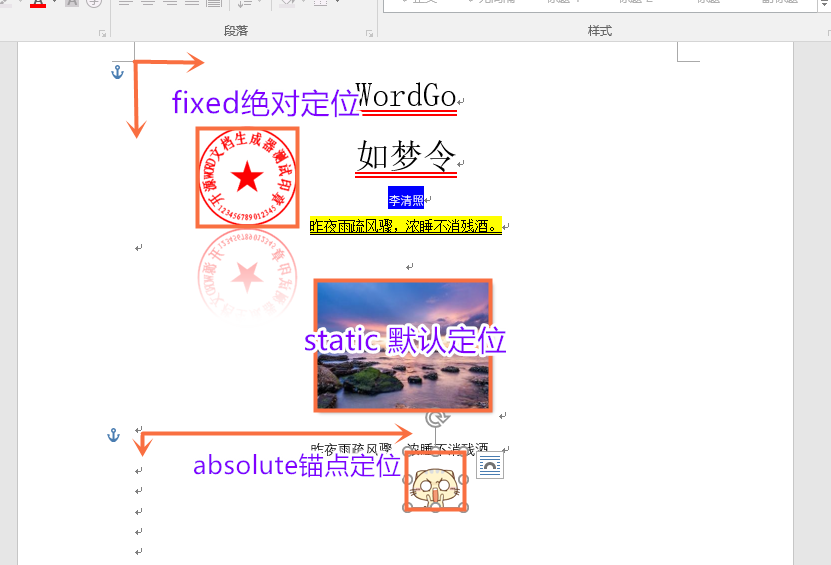 段落
样式
fixed绝对定位
WordGo
开源WORD文档生成器测试印章
123456789012345
如梦令
李清照
昨夜雨疏风骤，浓睡不消残酒。
static 默认定位
昨夜雨疏风骤，浓睡不消残酒
absolute锚点定位